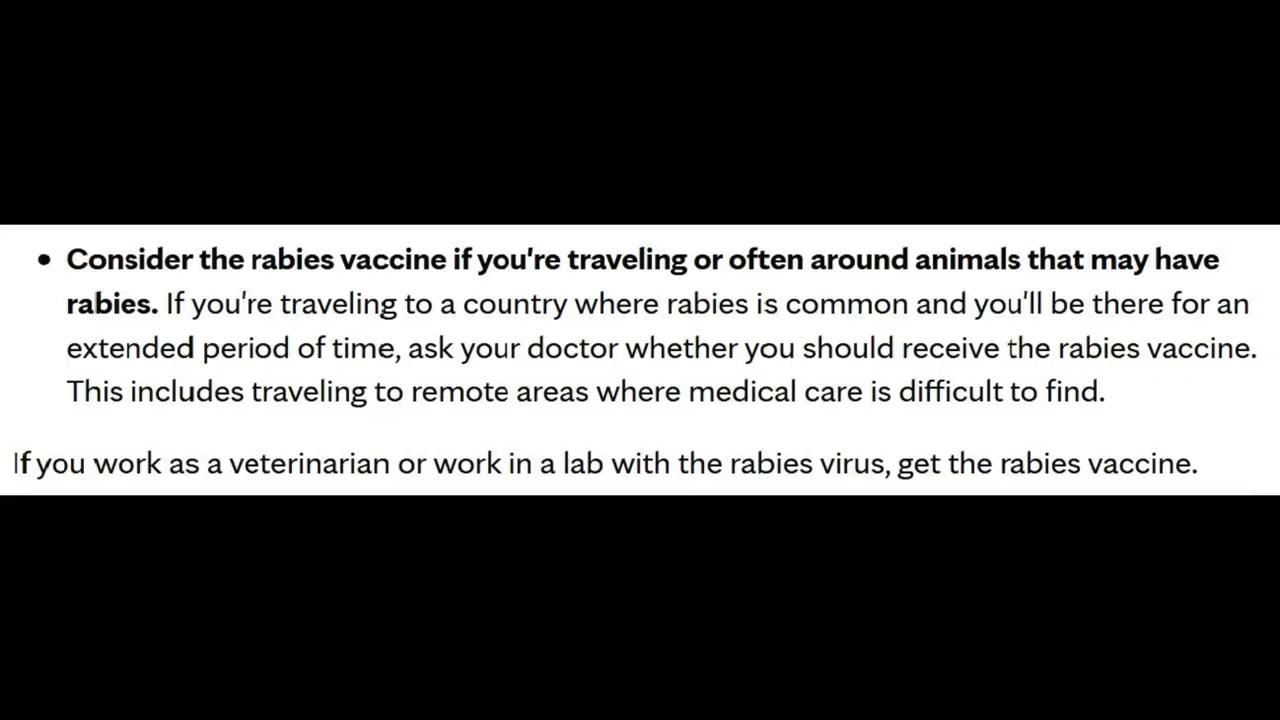 • Consider the rabies vaccine if you're traveling or often around animals that may have
rabies. If you're traveling to a country where rabies is common and you'll be there for an
extended period of time, ask your doctor whether you should receive the rabies vaccine.
This includes traveling to remote areas where medical care is difficult to find.
If you work as a veterinarian or work in a lab with the rabies virus, get the rabies vaccine.